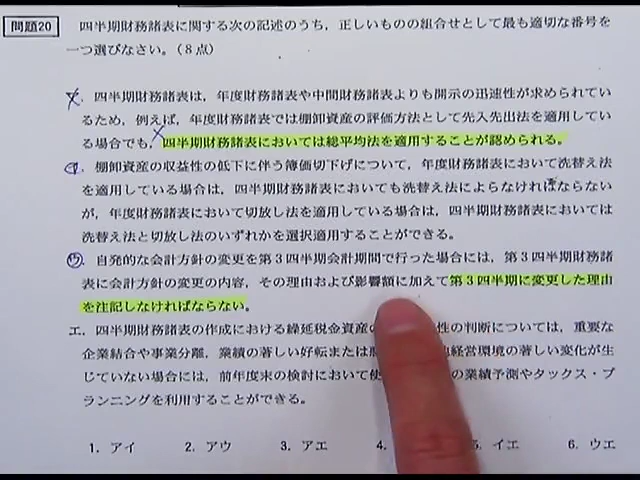 問題20
四半期財務諸表に関する次の記述のうち，正しいものの組合せとして最も適切な番号を
一つ選びなさい。（８点）
ア．四半期財務諸表は，年度財務諸表や中間財務諸表よりも開示の迅速性が求められてい
るため，例えば，年度財務諸表では棚卸資産の評価方法として先入先出法を適用してい
る場合でも，四半期財務諸表においては総平均法を適用することが認められる。
イ．棚卸資産の収益性の低下に伴う簿価切下げについて，年度財務諸表において洗替え法
を適用している場合は，四半期財務諸表においても洗替え法によらなければならない
が，年度財務諸表において切放し法を適用している場合は，四半期財務諸表においては
洗替え法と切放し法のいずれかを選択適用することができる。
ウ．自発的な会計方針の変更を第３四半期会計期間で行った場合には，第３四半期財務諸
表に会計方針の変更の内容，その理由および影響額に加えて第３四半期に変更した理由
を注記しなければならない。
エ．四半期財務諸表の作成における繰延税金資産の 性の判断については，重要な
企業結合や事業分離，業績の著しい好転または 経営環境の著しい変化が生
じていない場合には，前年度末の検討において使 の業績予測やタックス・プ
ランニングを利用することができる。
１．アイ ２．アウ ３．アエ ４． ５．イエ ６．ウエ